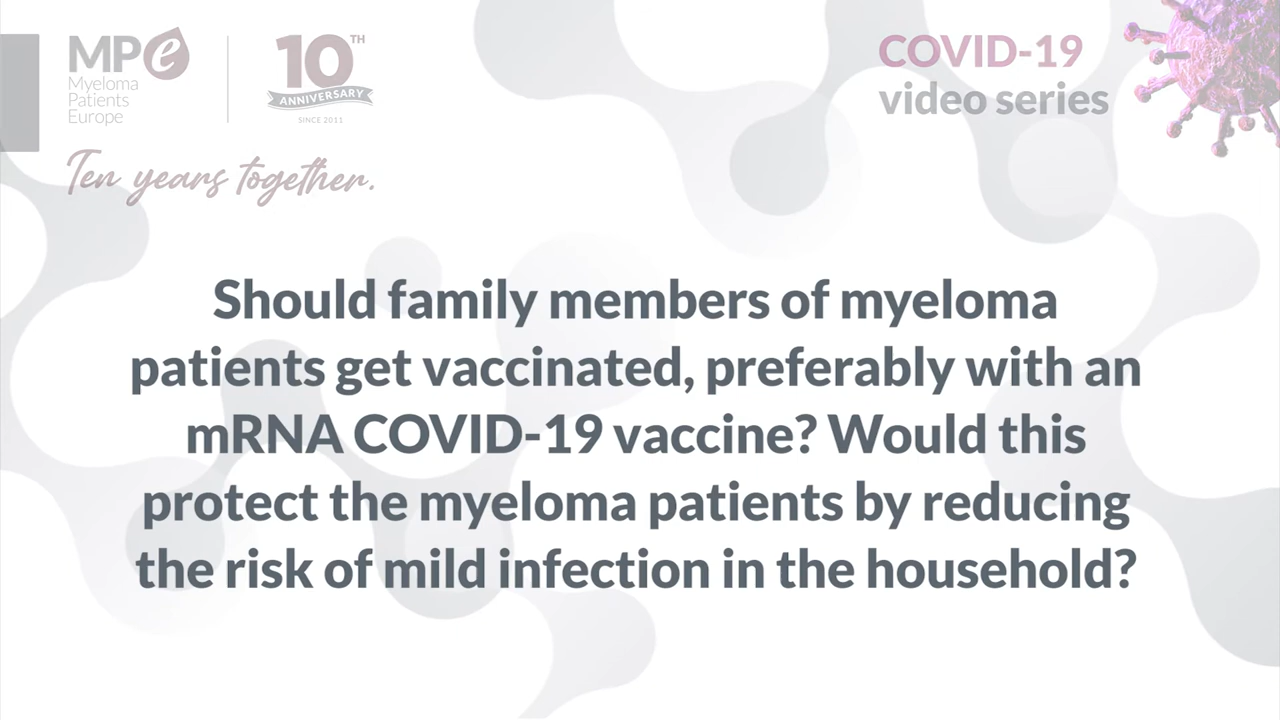 MPe
Myeloma
Patients
Europe
10TH
ANNIVERSARY
SINCE 2011
Ten years together.
COVID-19
video series
Should family members of myeloma
patients get vaccinated, preferably with an
mRNA COVID-19 vaccine? Would this
protect the myeloma patients by reducing
the risk of mild infection in the household?